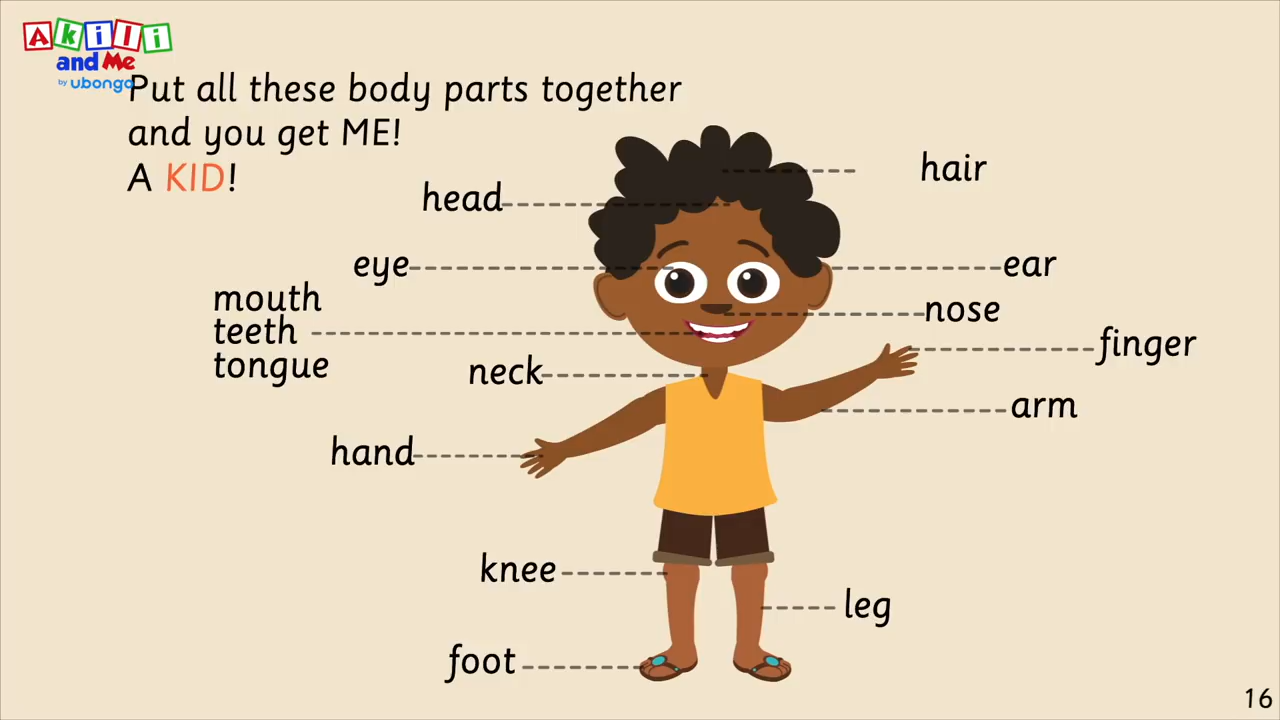 Akili
and Me
by ubongo
Put all these body parts together
and you get ME!
A KID!
hair
head
eye
ear
mouth
teeth
tongue
nose
finger
neck
arm
hand
knee
leg
foot
16